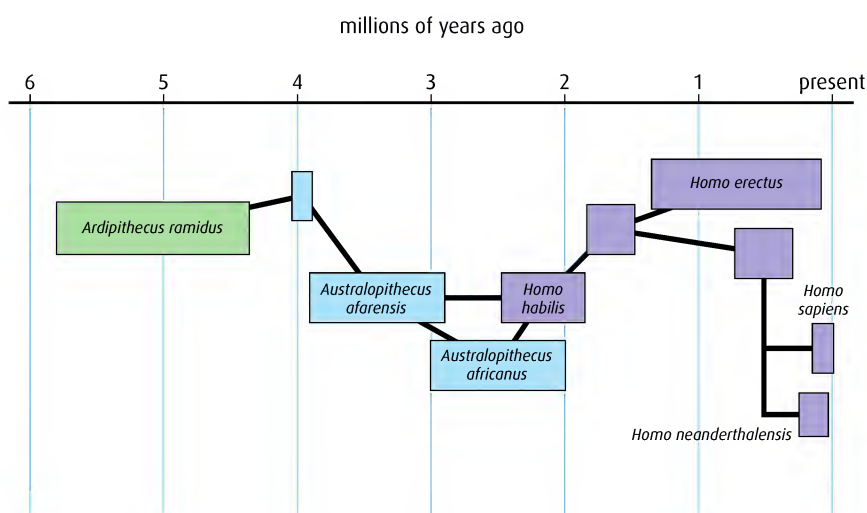 millions of years ago
6 5 4 3 2 1 present
Homo erectus
Ardipithecus ramidus
Australopithecus
afarensis
Homo
habilis
Homo
sapiens
Australopithecus
africanus
Homo neanderthalensis